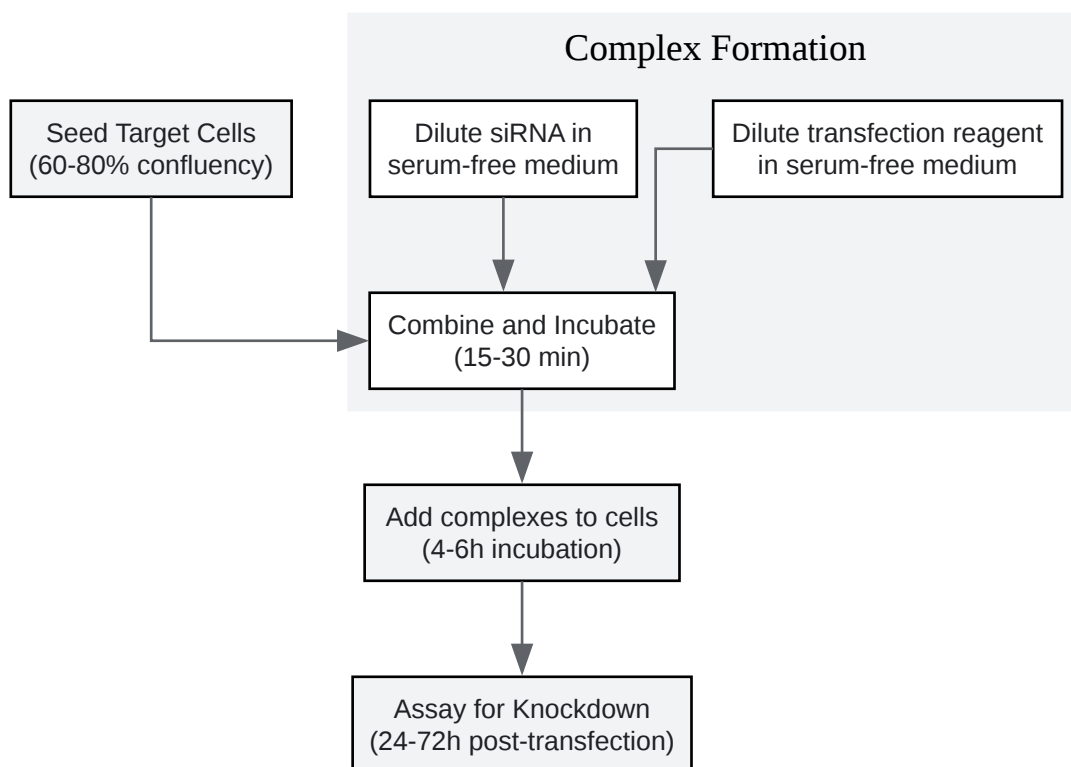 Complex Formation
Seed Target Cells
(60-80% confluency)
Dilute siRNA in
serum-free medium
Dilute transfection reagent
in serum-free medium
Combine and Incubate
(15-30 min)
Add complexes to cells
(4-6h incubation)
Assay for Knockdown
(24-72h post-transfection)